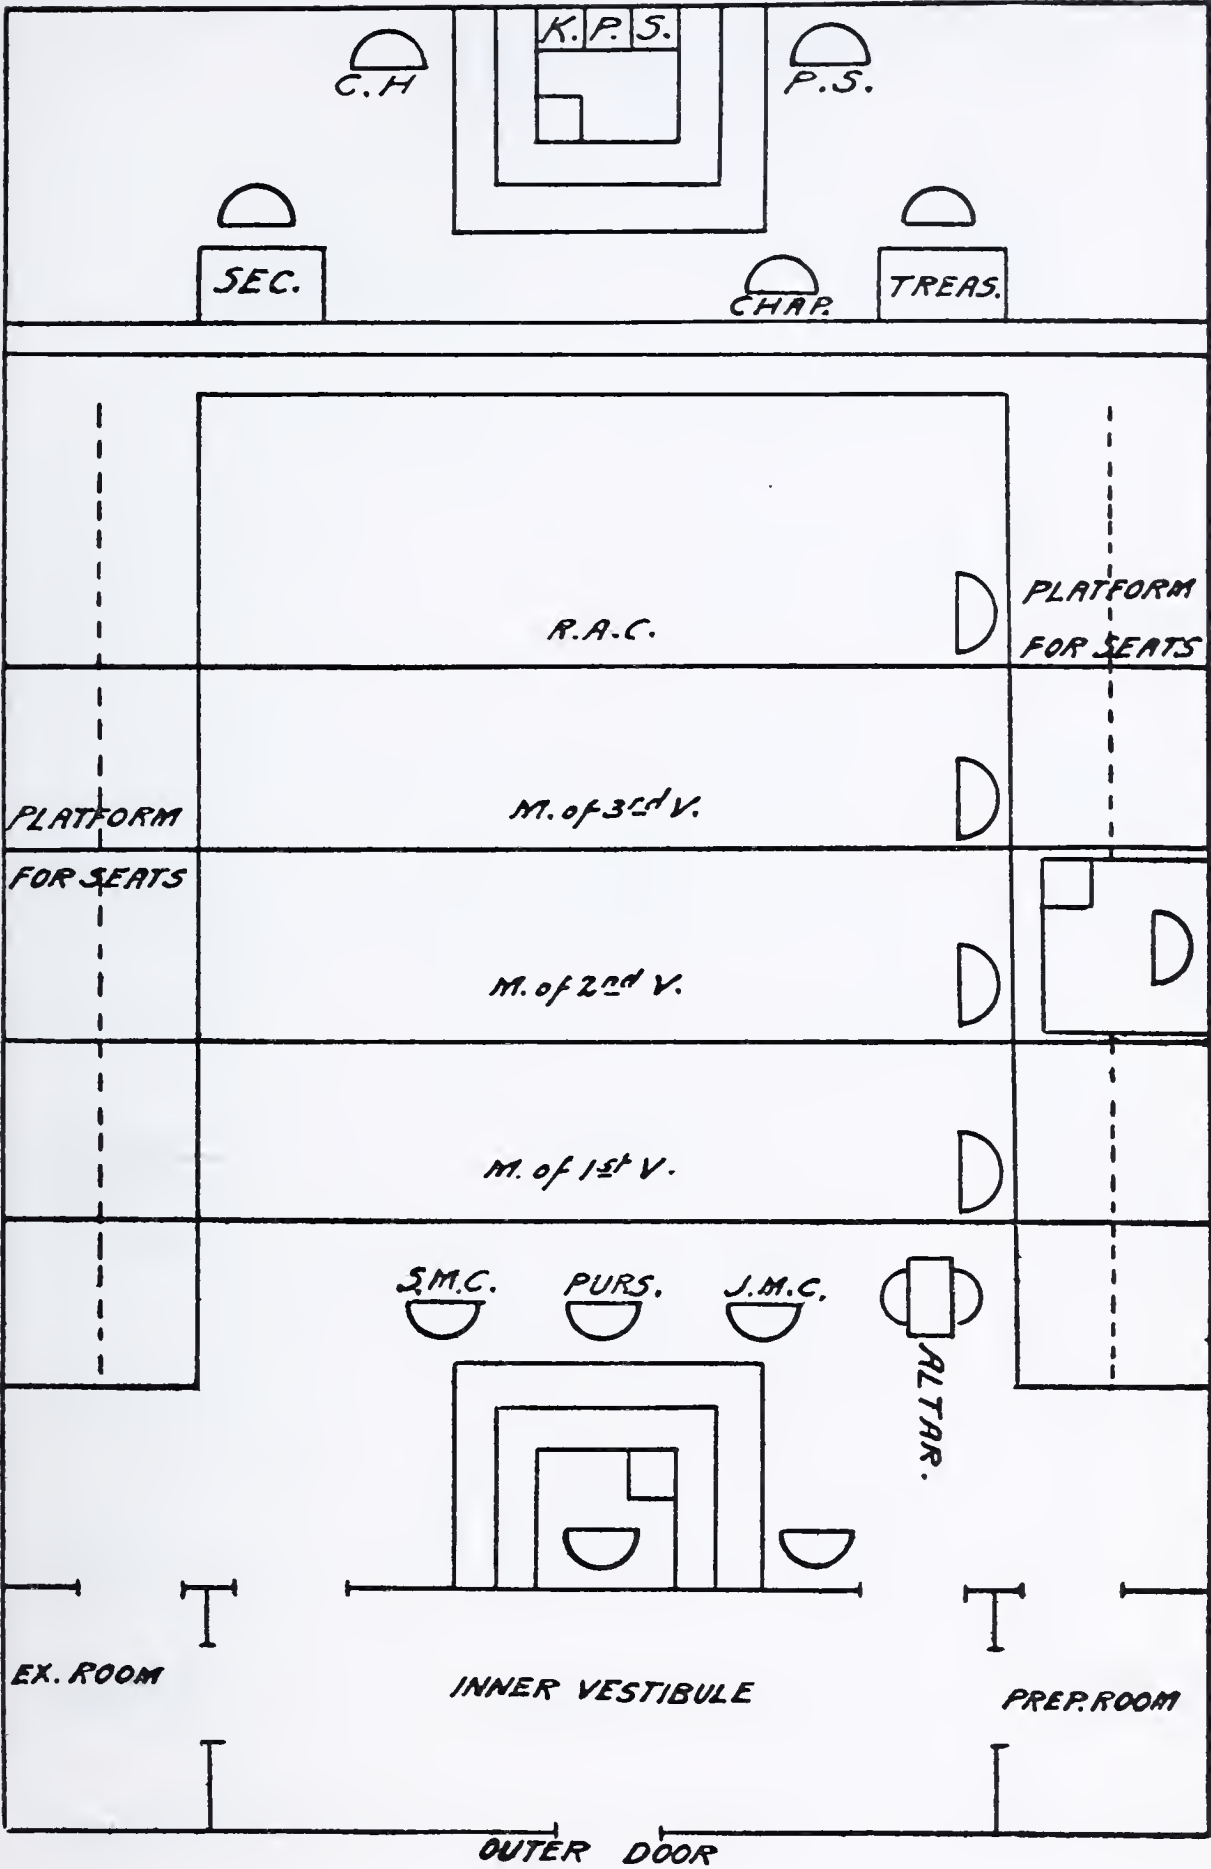 K. P. S.
C.H
P.S.
SEC.
CHAP.
TREAS.
PLATFORM
FOR SEATS
R.A.C.
M. of 3rd V.
PLATFORM
FOR SEATS
M. of 2nd V.
M. of 1st V.
S.M.C. PURS. J.M.C.
ALTAR.
EX. ROOM
INNER VESTIBULE
PREP. ROOM
OUTER DOOR